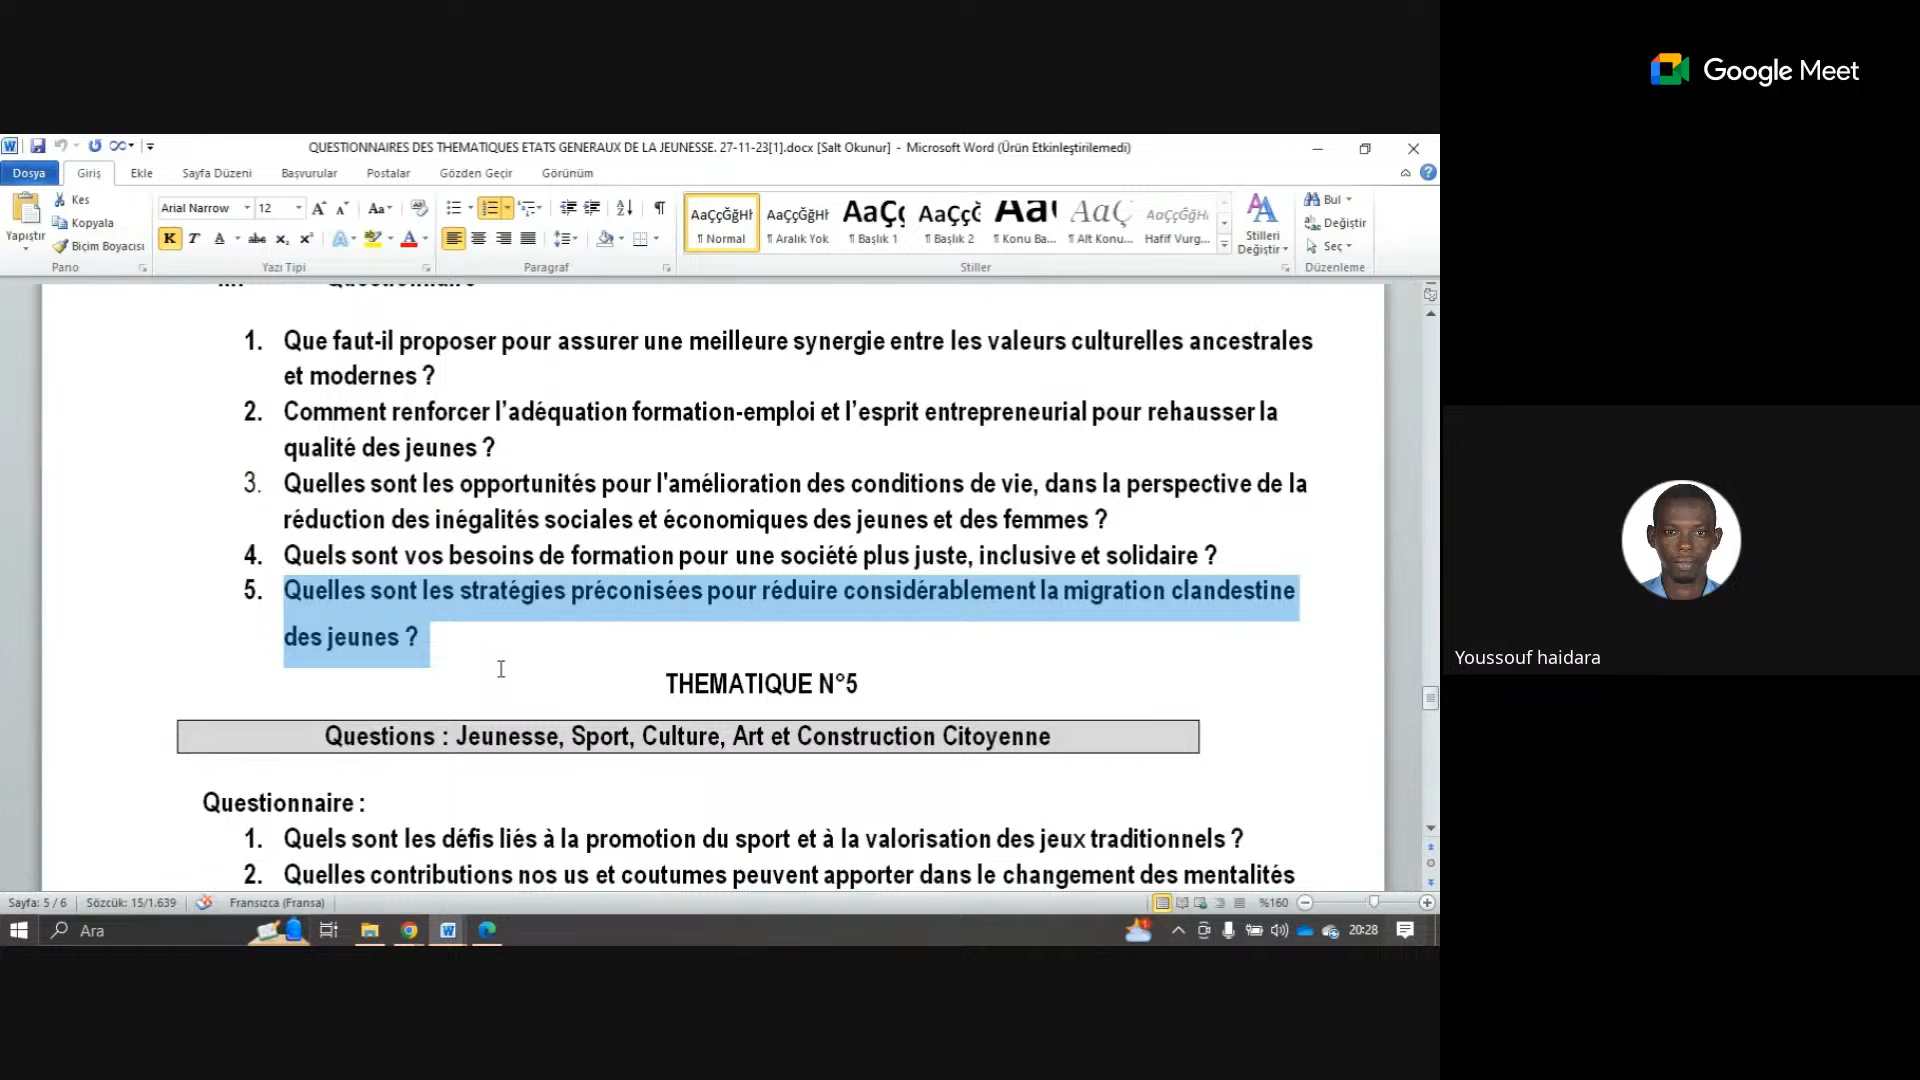 Google Meet
QUESTIONNAIRES DES THEMATIQUES ETATS GENERAUX DE LA JEUNESSE. 27-11-23[1].docx [Salt Okunur] - Microsoft Word (Ürün Etkinleştirilemedi)
Dosya Giriş Ekle Sayfa Düzeni Başvurular Postalar Gözden Geçir Görünüm
Yapıştır
Kes
Kopyala
Biçim Boyacısı
Pano
Arial Narrow 12
Yazı Tipi
Paragraf
AaÇçĞğHł AaÇçĞğHł
¶ Normal ¶ Aralık Yok ¶ Başlık 1 ¶ Başlık 2 ¶ Konu Ba... ¶ Alt Konu... Hafif Vurg...
Stilleri
Değiştir
Stiller
Bul
Değiştir
Seç
Düzenleme
Questionnaire
1. Que faut-il proposer pour assurer une meilleure synergie entre les valeurs culturelles ancestrales
et modernes ?
2. Comment renforcer l’adéquation formation-emploi et l’esprit entrepreneurial pour rehausser la
qualité des jeunes ?
3. Quelles sont les opportunités pour l'amélioration des conditions de vie, dans la perspective de la
réduction des inégalités sociales et économiques des jeunes et des femmes ?
4. Quels sont vos besoins de formation pour une société plus juste, inclusive et solidaire ?
5. Quelles sont les stratégies préconisées pour réduire considérablement la migration clandestine
des jeunes ?
THEMATIQUE N°5
Questions : Jeunesse, Sport, Culture, Art et Construction Citoyenne
Questionnaire :
1. Quels sont les défis liés à la promotion du sport et à la valorisation des jeux traditionnels ?
2. Quelles contributions nos us et coutumes peuvent apporter dans le changement des mentalités
Sayfa: 5 / 6 Sözcük: 15/1.639 Fransızca (Fransa) %160
Ara 20:28
Youssouf haidara